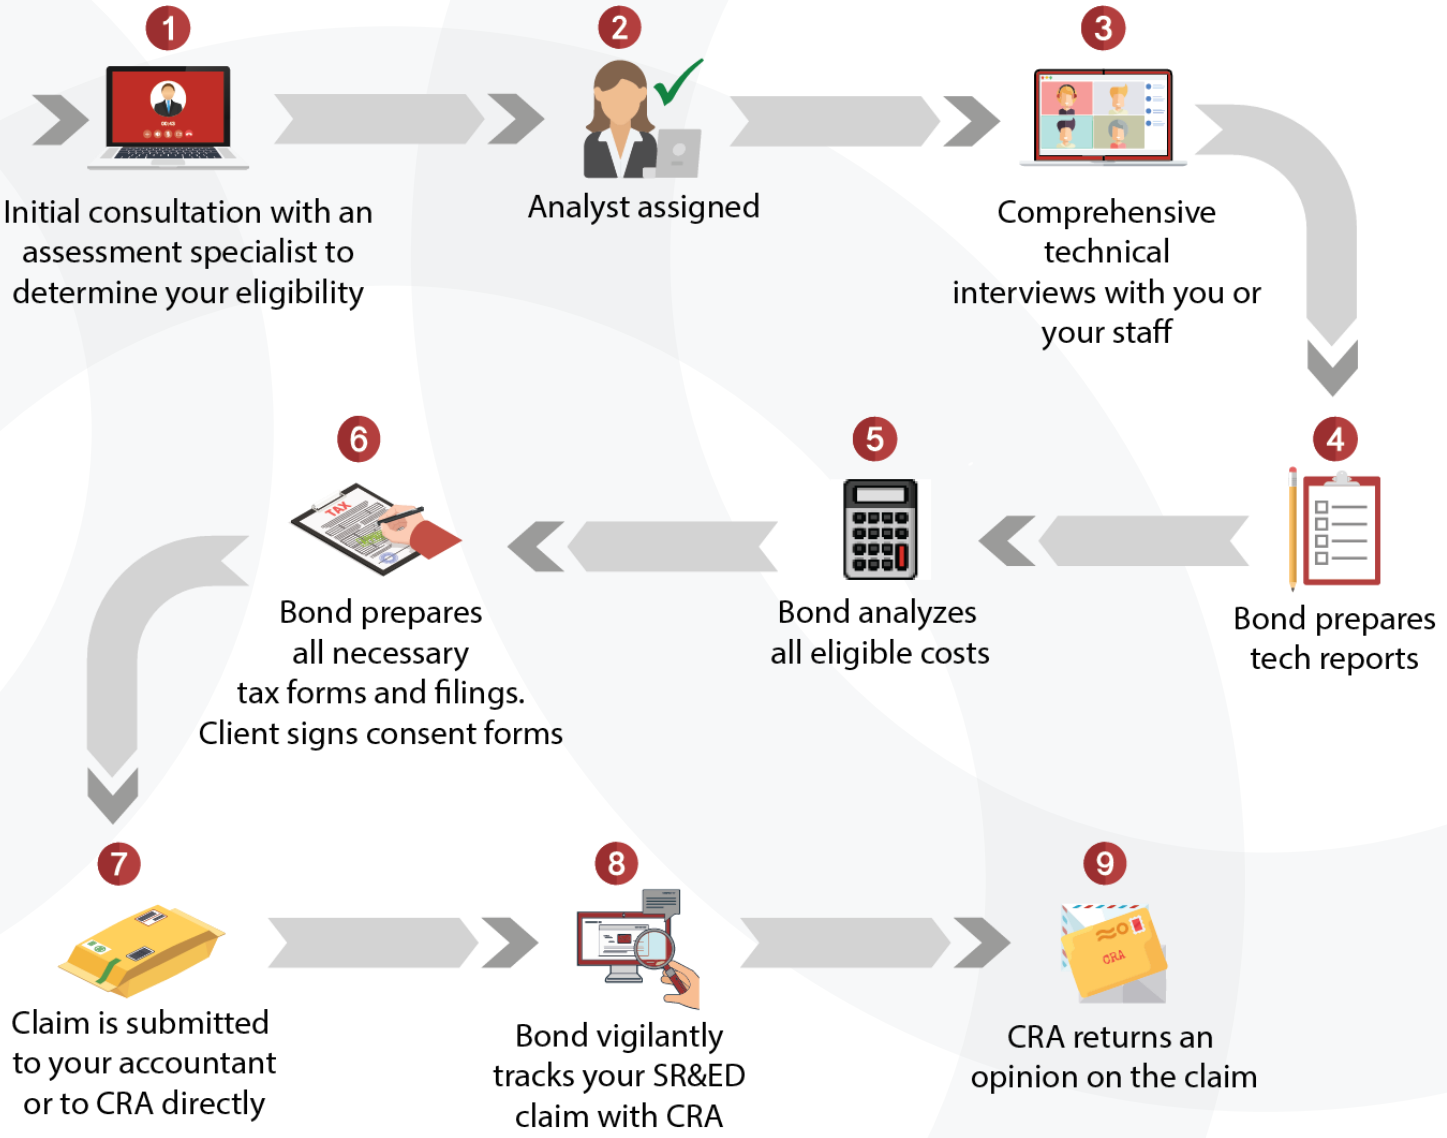 1
Initial consultation with an
assessment specialist to
determine your eligibility
2
Analyst assigned
3
Comprehensive
technical
interviews with you or
your staff
4
Bond prepares
tech reports
5
Bond analyzes
all eligible costs
6
TAX
Bond prepares
all necessary
tax forms and filings.
Client signs consent forms
7
Claim is submitted
to your accountant
or to CRA directly
8
Bond vigilantly
tracks your SR&ED
claim with CRA
9
CRA
CRA returns an
opinion on the claim